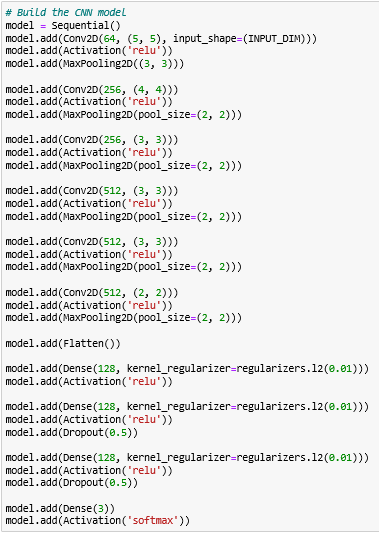 # Build the CNN model
model = Sequential()
model.add(Conv2D(64, (5, 5), input_shape=(INPUT_DIM)))
model.add(Activation('relu'))
model.add(MaxPooling2D((3, 3)))
model.add(Conv2D(256, (4, 4)))
model.add(Activation('relu'))
model.add(MaxPooling2D(pool_size=(2, 2)))
model.add(Conv2D(256, (3, 3)))
model.add(Activation('relu'))
model.add(MaxPooling2D(pool_size=(2, 2)))
model.add(Conv2D(512, (3, 3)))
model.add(Activation('relu'))
model.add(MaxPooling2D(pool_size=(2, 2)))
model.add(Conv2D(512, (3, 3)))
model.add(Activation('relu'))
model.add(MaxPooling2D(pool_size=(2, 2)))
model.add(Conv2D(512, (2, 2)))
model.add(Activation('relu'))
model.add(MaxPooling2D(pool_size=(2, 2)))
model.add(Flatten())
model.add(Dense(128, kernel_regularizer=regularizers.l2(0.01)))
model.add(Activation('relu'))
model.add(Dense(128, kernel_regularizer=regularizers.l2(0.01)))
model.add(Activation('relu'))
model.add(Dropout(0.5))
model.add(Dense(128, kernel_regularizer=regularizers.l2(0.01)))
model.add(Activation('relu'))
model.add(Dropout(0.5))
model.add(Dense(3))
model.add(Activation('softmax'))